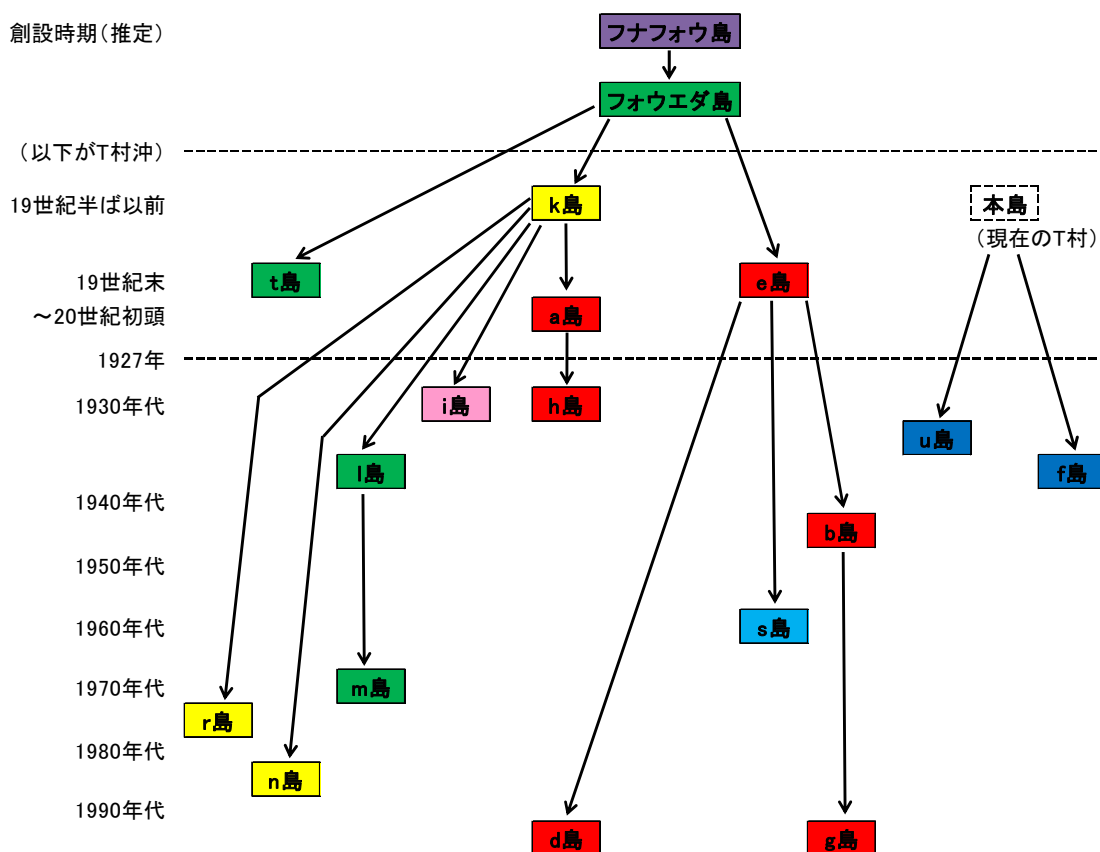 創設時期(推定)
フナフォウ島
フォウエダ島
(以下がT村沖)
19世紀半ば以前
k島
本島
(現在のT村)
19世紀末
t島
e島
~20世紀初頭
a島
1927年
1930年代
i島
h島
u島
l島
f島
1940年代
b島
1950年代
1960年代
s島
1970年代
m島
r島
1980年代
n島
1990年代
d島
g島